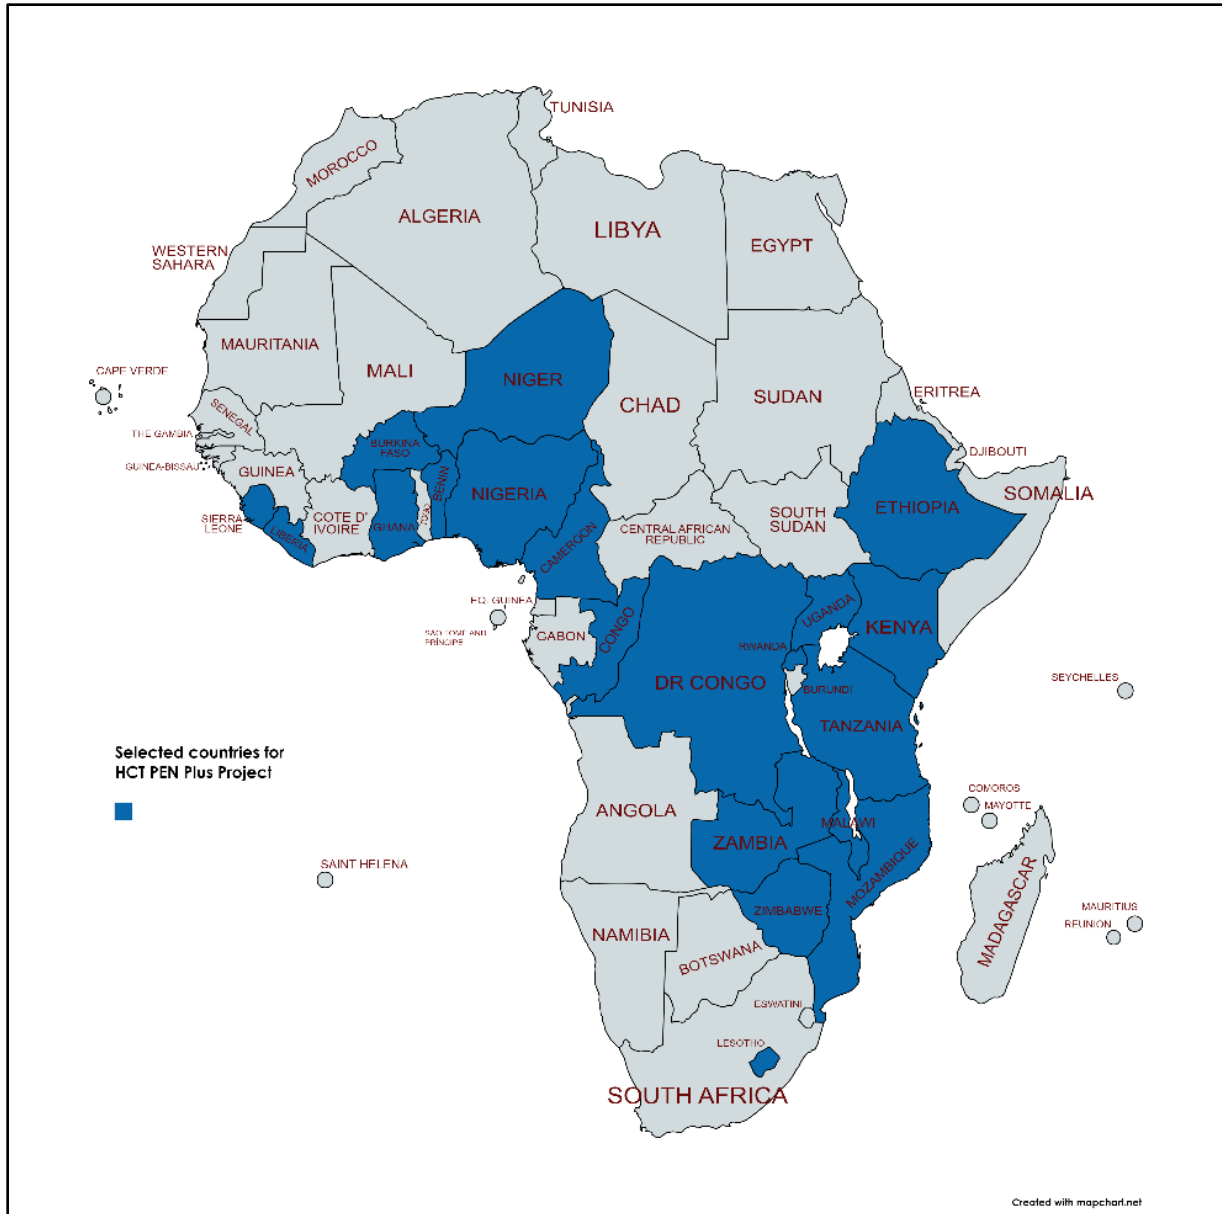 TUNISIA
MOROCCO
ALGERIA
LIBYA
EGYPT
WESTERN
SAHARA
MAURITANIA
MALI
NIGER
CHAD
SUDAN
ERITREA
CAPE VERDE
SENEGAL
THE GAMBIA
GUINEA-BISSAU
GUINEA
BURKINA
FASO
BENIN
NIGERIA
DJIBOUTI
SOMALIA
ETHIOPIA
SOUTH
SUDAN
CENTRAL AFRICAN
REPUBLIC
SIERRA
LEONE
LIBERIA
COTE D'
IVOIRE
GHANA
TOGO
CAMEROON
EQ. GUINEA
SAO TOME AND
PRÍNCIPE
GABON
CONGO
UGANDA
KENYA
RWANDA
DR CONGO
BURUNDI
TANZANIA
SEYCHELLES
Selected countries for
HCT PEN Plus Project
ANGOLA
ZAMBIA
MALAWI
MOZAMBIQUE
COMOROS
MAYOTTE
SAINT HELENA
MADAGASCAR
MAURITIUS
REUNION
ZIMBABWE
NAMIBIA
BOTSWANA
ESWATINI
LESOTHO
SOUTH AFRICA
Created with mapchart.net